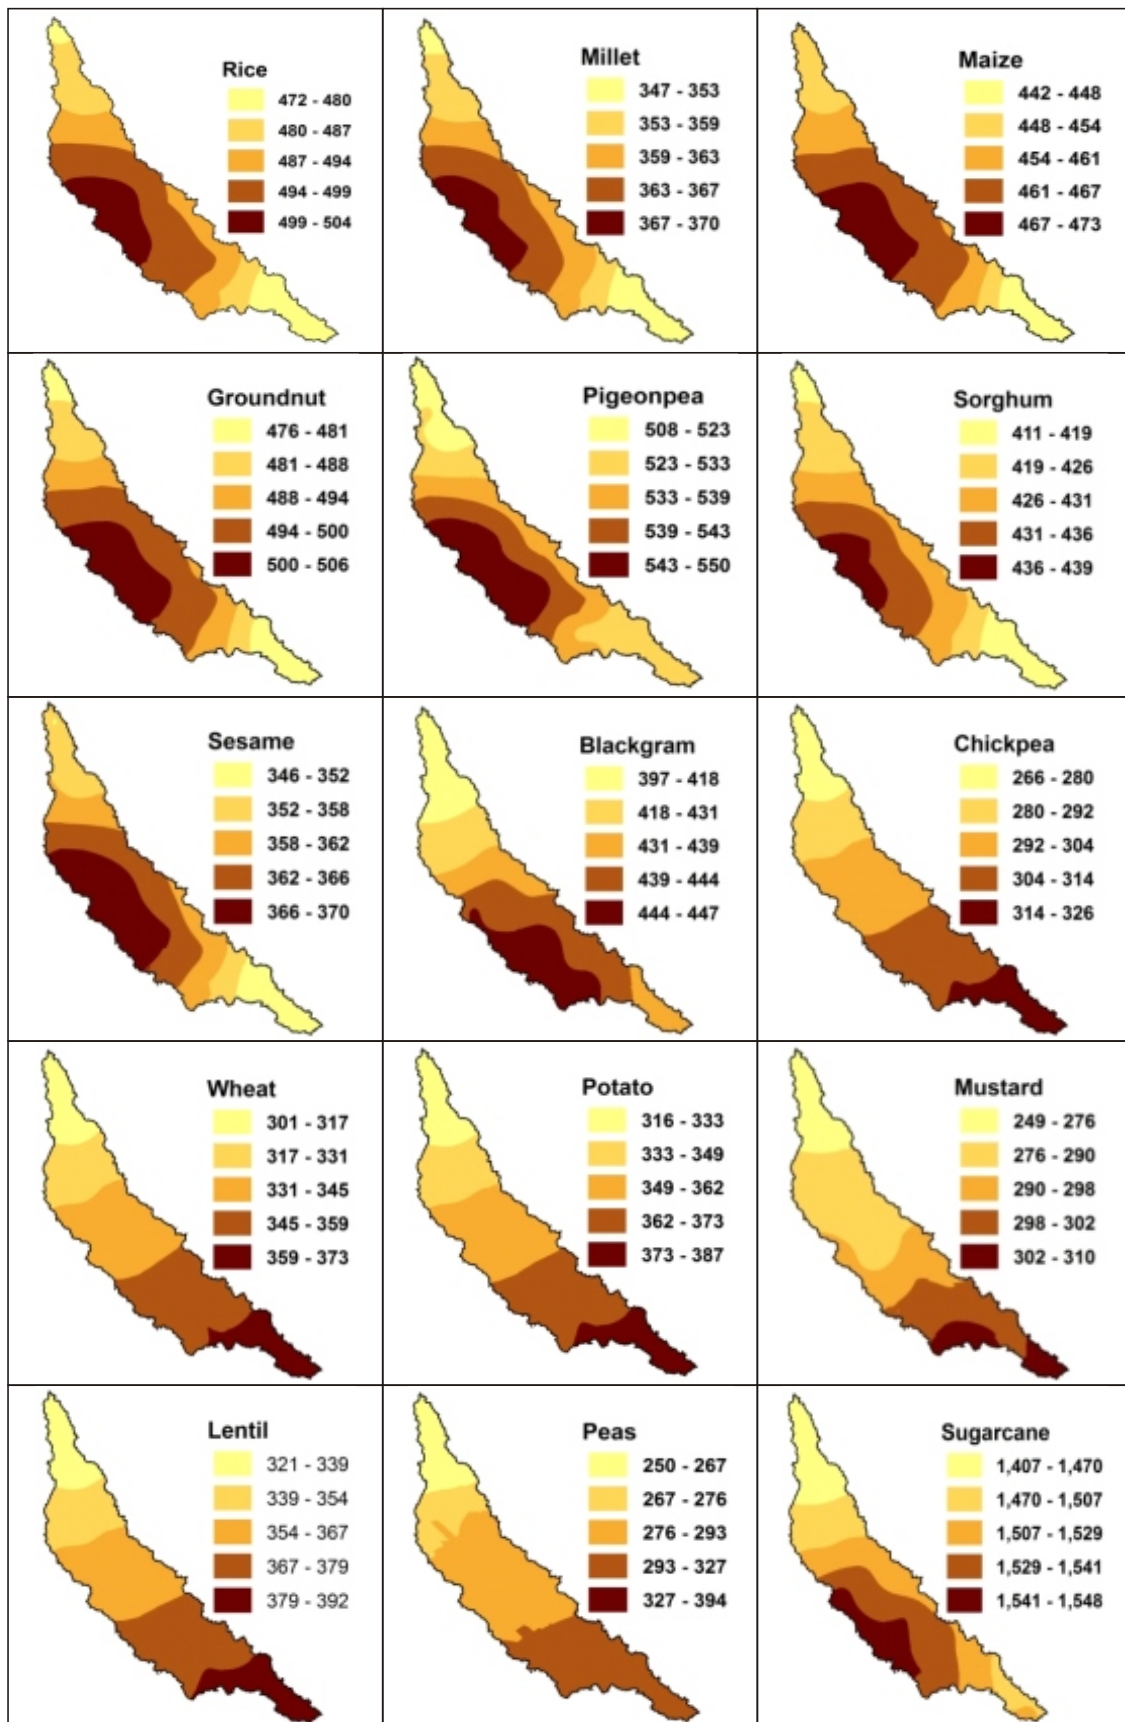 Rice
472 - 480
480 - 487
487 - 494
494 - 499
499 - 504
Millet
347 - 353
353 - 359
359 - 363
363 - 367
367 - 370
Maize
442 - 448
448 - 454
454 - 461
461 - 467
467 - 473
Groundnut
476 - 481
481 - 488
488 - 494
494 - 500
500 - 506
Pigeonpea
508 - 523
523 - 533
533 - 539
539 - 543
543 - 550
Sorghum
411 - 419
419 - 426
426 - 431
431 - 436
436 - 439
Sesame
346 - 352
352 - 358
358 - 362
362 - 366
366 - 370
Blackgram
397 - 418
418 - 431
431 - 439
439 - 444
444 - 447
Chickpea
266 - 280
280 - 292
292 - 304
304 - 314
314 - 326
Wheat
301 - 317
317 - 331
331 - 345
345 - 359
359 - 373
Potato
316 - 333
333 - 349
349 - 362
362 - 373
373 - 387
Mustard
249 - 276
276 - 290
290 - 298
298 - 302
302 - 310
Lentil
321 - 339
339 - 354
354 - 367
367 - 379
379 - 392
Peas
250 - 267
267 - 276
276 - 293
293 - 327
327 - 394
Sugarcane
1,407 - 1,470
1,470 - 1,507
1,507 - 1,529
1,529 - 1,541
1,541 - 1,548